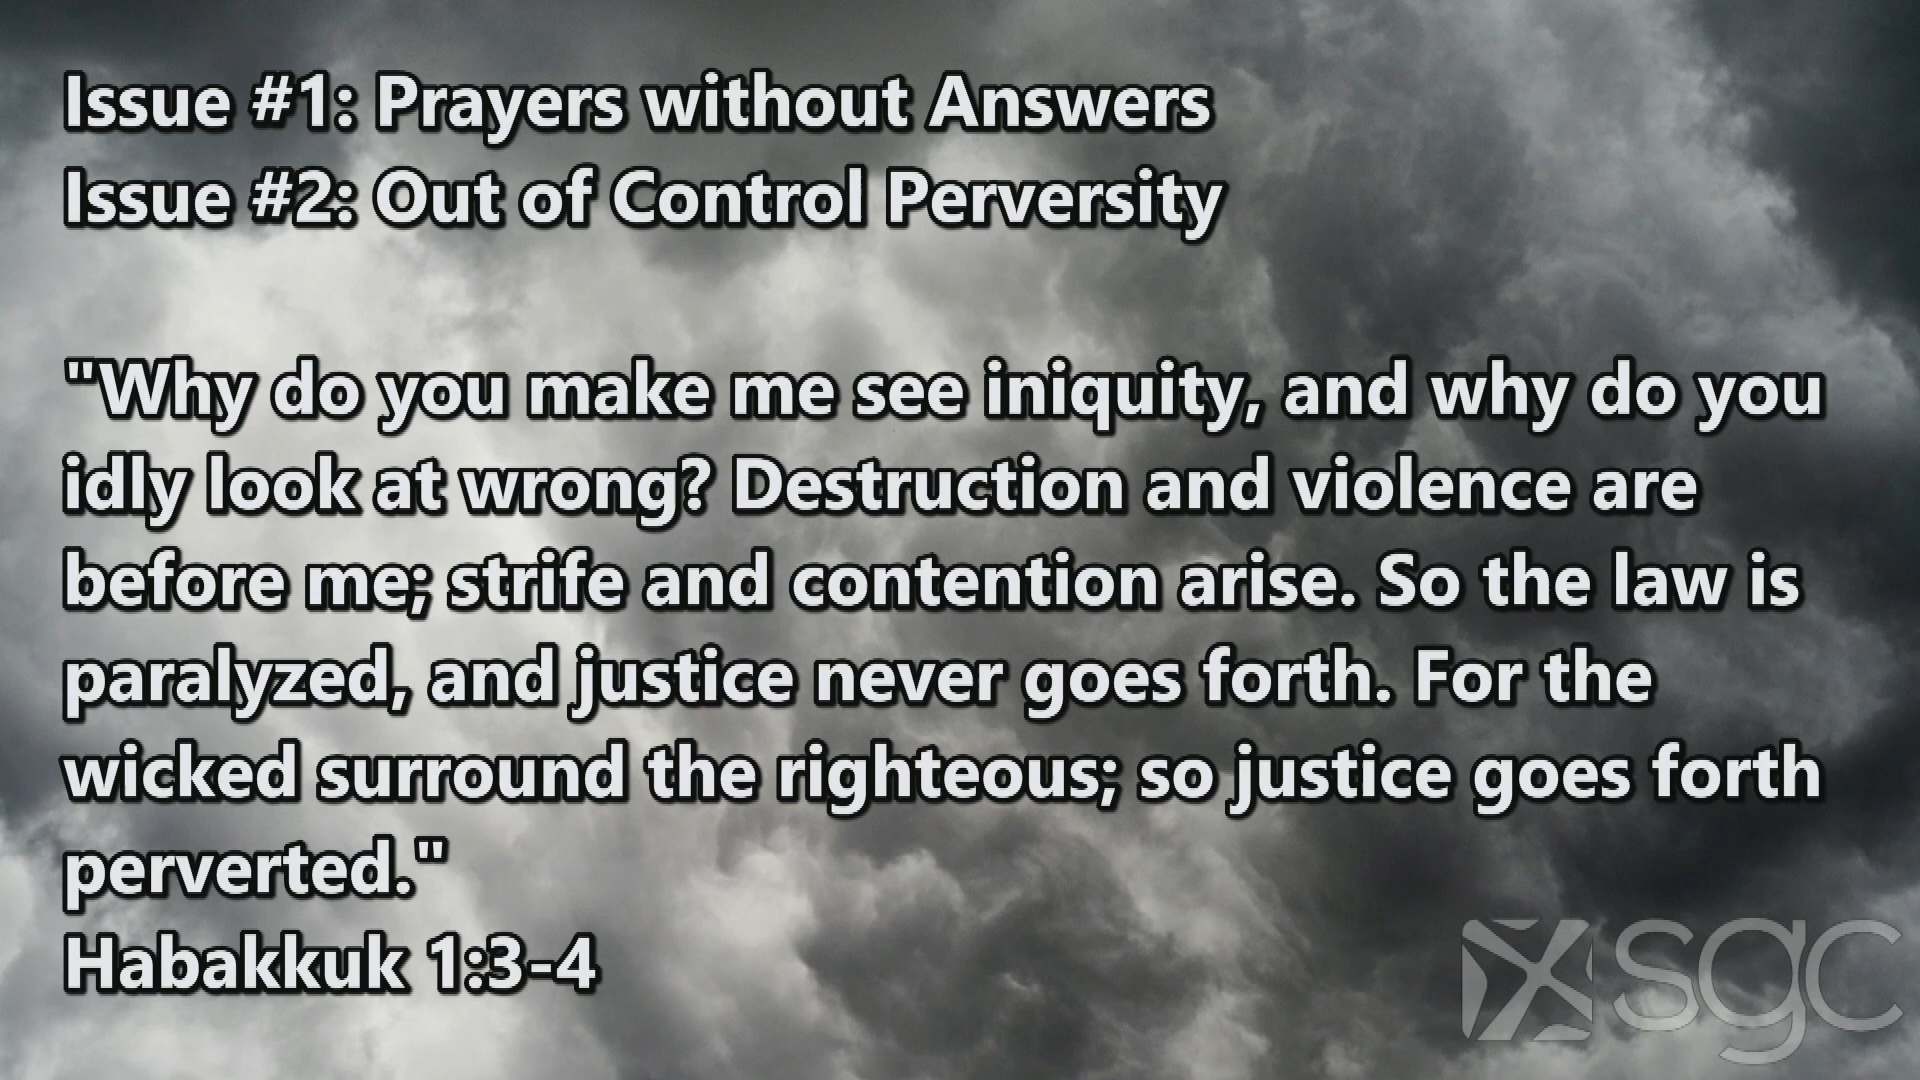 Issue #1: Prayers without Answers
Issue #2: Out of Control Perversity
"Why do you make me see iniquity, and why do you
idly look at wrong? Destruction and violence are
before me; strife and contention arise. So the law is
paralyzed, and justice never goes forth. For the
wicked surround the righteous; so justice goes forth
perverted."
Habakkuk 1:3-4
sgc